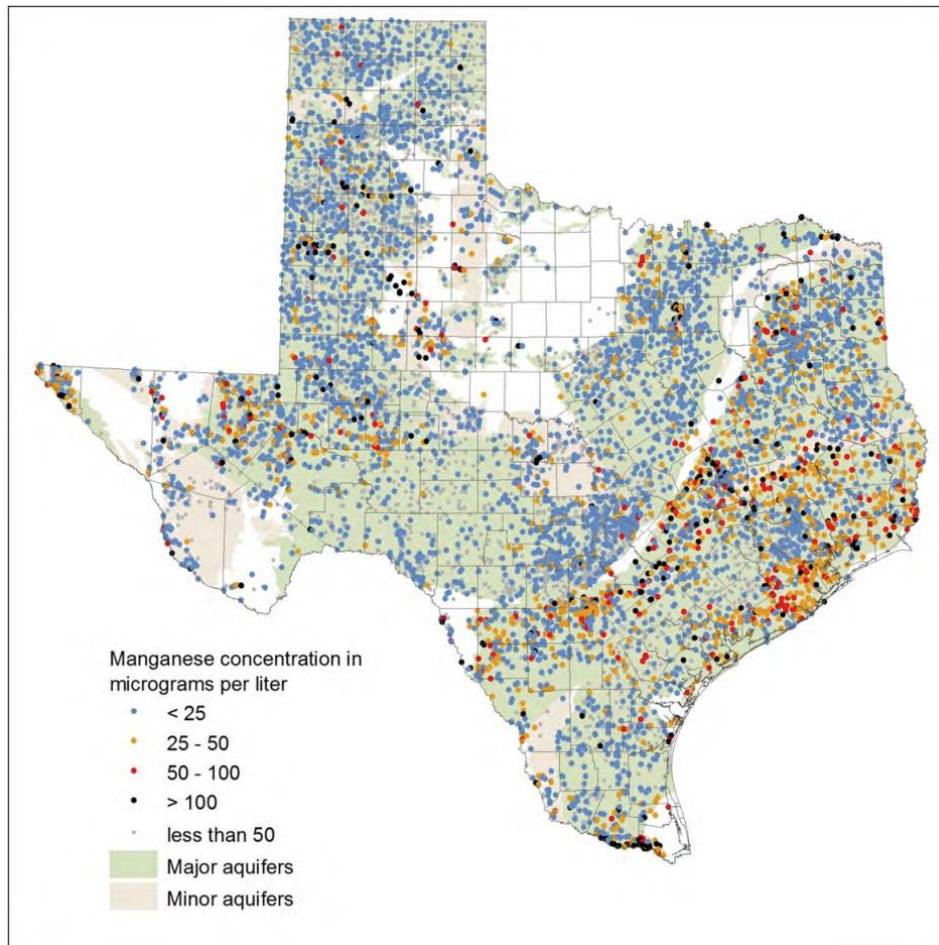 Manganese concentration in
micrograms per liter
< 25
25 - 50
50 - 100
> 100
less than 50
Major aquifers
Minor aquifers